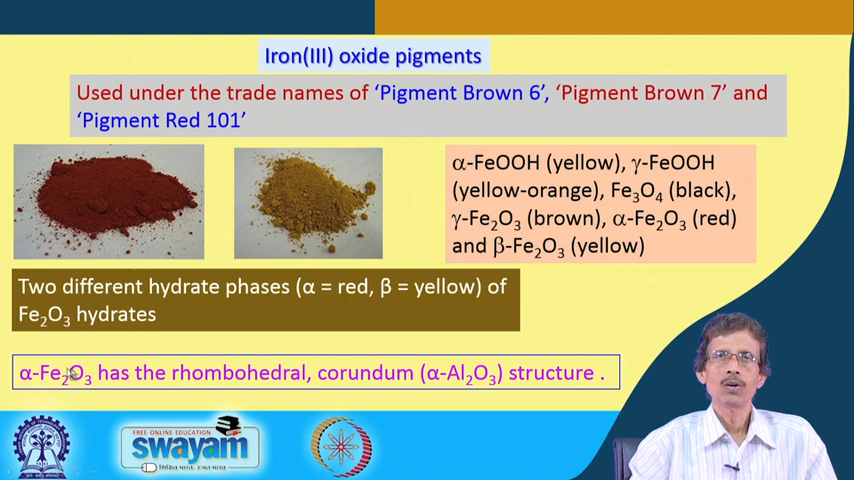 Iron(III) oxide pigments
Used under the trade names of ‘Pigment Brown 6’, ‘Pigment Brown 7’ and
‘Pigment Red 101’
α-FeOOH (yellow), γ-FeOOH
(yellow-orange), Fe₃O₄ (black),
γ-Fe₂O₃ (brown), α-Fe₂O₃ (red)
and β-Fe₂O₃ (yellow)
Two different hydrate phases (α = red, β = yellow) of
Fe₂O₃ hydrates
α-Fe₂O₃ has the rhombohedral, corundum (α-Al₂O₃) structure .
FREE ONLINE EDUCATION
swayam